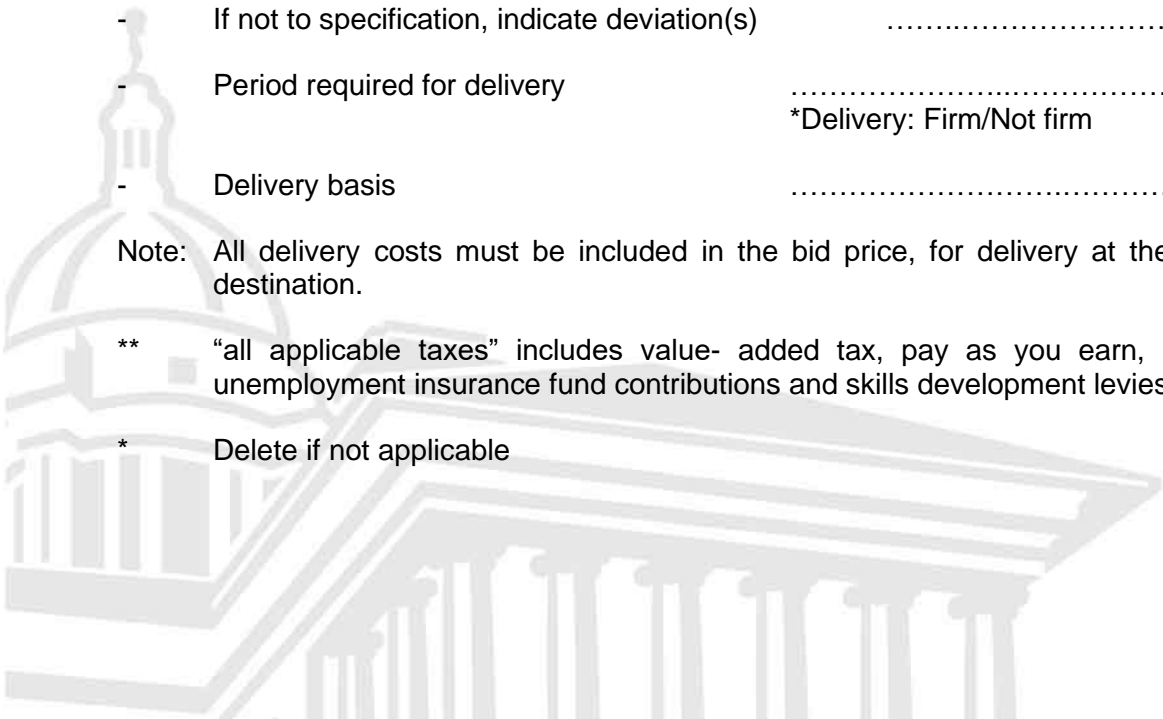 - If not to specification, indicate deviation(s) ……..………………….
- Period required for delivery …………………..…………….
*Delivery: Firm/Not firm
- Delivery basis ……………………….……….
Note: All delivery costs must be included in the bid price, for delivery at the
destination.
** “all applicable taxes” includes value- added tax, pay as you earn,
unemployment insurance fund contributions and skills development levies
* Delete if not applicable